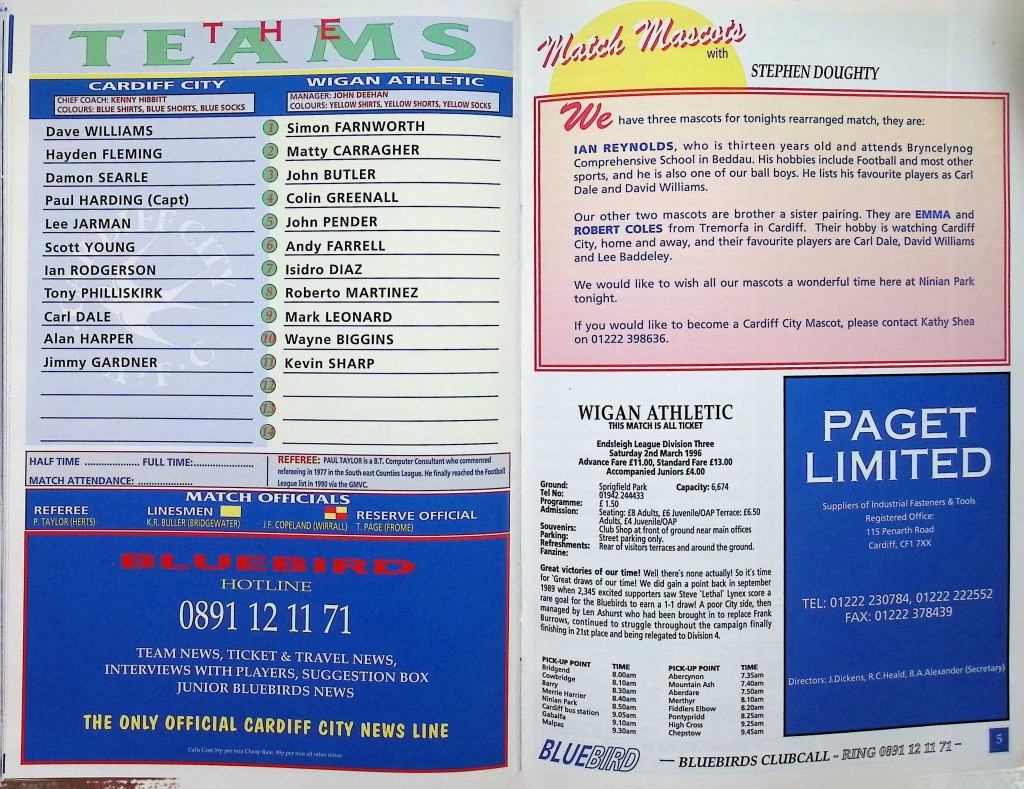 THE
TEAMS
CARDIFF CITY
CHIEF COACH: KENNY HIBBITT
COLOURS: BLUE SHIRTS, BLUE SHORTS, BLUE SOCKS
WIGAN ATHLETIC
MANAGER: JOHN DEEHAN
COLOURS: YELLOW SHIRTS, YELLOW SHORTS, YELLOW SOCKS
Dave WILLIAMS 1 Simon FARNWORTH
Hayden FLEMING 2 Matty CARRAGHER
Damon SEARLE 3 John BUTLER
Paul HARDING (Capt) 4 Colin GREENALL
Lee JARMAN 5 John PENDER
Scott YOUNG 6 Andy FARRELL
Ian RODGERSON 7 Isidro DIAZ
Tony PHILLISKIRK 8 Roberto MARTINEZ
Carl DALE 9 Mark LEONARD
Alan HARPER 10 Wayne BIGGINS
Jimmy GARDNER 11 Kevin SHARP
12
13
14
HALF TIME .................... FULL TIME:......................
MATCH ATTENDANCE: ...................
REFEREE: PAUL TAYLOR is a B.T. Computer Consultant who commenced
refereeing in 1977 in the South east Counties League. He finally reached the Football
League list in 1990 via the GMVC.
MATCH OFFICIALS
REFEREE
P. TAYLOR (HERTS)
LINESMEN
K.R. BULLER (BRIDGEWATER)
J.F. COPELAND (WIRRALL)
RESERVE OFFICIAL
T. PAGE (FROME)
BLUEBIRD
HOTLINE
0891 12 11 71
TEAM NEWS, TICKET & TRAVEL NEWS,
INTERVIEWS WITH PLAYERS, SUGGESTION BOX
JUNIOR BLUEBIRDS NEWS
THE ONLY OFFICIAL CARDIFF CITY NEWS LINE
Calls Cost 39p per min Cheap Rate, 49p per min all other times
Match Mascots
with
STEPHEN DOUGHTY
We have three mascots for tonights rearranged match, they are:
IAN REYNOLDS, who is thirteen years old and attends Bryncelynog
Comprehensive School in Beddau. His hobbies include Football and most other
sports, and he is also one of our ball boys. He lists his favourite players as Carl
Dale and David Williams.
Our other two mascots are brother a sister pairing. They are EMMA and
ROBERT COLES from Tremorfa in Cardiff. Their hobby is watching Cardiff
City, home and away, and their favourite players are Carl Dale, David Williams
and Lee Baddeley.
We would like to wish all our mascots a wonderful time here at Ninian Park
tonight.
If you would like to become a Cardiff City Mascot, please contact Kathy Shea
on 01222 398636.
WIGAN ATHLETIC
THIS MATCH IS ALL TICKET
Endsleigh League Division Three
Saturday 2nd March 1996
Advance Fare £11.00, Standard Fare £13.00
Accompanied Juniors £4.00
Ground: Sprigfield Park Capacity: 6,674
Tel No: 01942 244433
Programme: £ 1.50
Admission: Seating: £8 Adults, £6 Juvenile/OAP Terrace: £6.50
Adults, £4 Juvenile/OAP
Souvenirs: Club Shop at front of ground near main offices
Parking: Street parking only.
Refreshments: Rear of visitors terraces and around the ground.
Fanzine:
Great victories of our time! Well there's none actually! So it's time
for 'Great draws of our time! We did gain a point back in september
1989 when 2,345 excited supporters saw Steve 'Lethal' Lynex score a
rare goal for the Bluebirds to earn a 1-1 draw! A poor City side, then
managed by Len Ashurst who had been brought in to replace Frank
Burrows, continued to struggle throughout the campaign finally
finishing in 21st place and being relegated to Division 4.
PICK-UP POINT TIME PICK-UP POINT TIME
Bridgend 8.00am Abercynon 7.35am
Cowbridge 8.10am Mountain Ash 7.40am
Barry 8.30am Aberdare 7.50am
Merrie Harrier 8.40am Merthyr 8.10am
Ninian Park 8.50am Fiddlers Elbow 8.20am
Cardiff bus station 9.05am Pontypridd 8.25am
Gabalfa 9.10am High Cross 9.25am
Malpas 9.30am Chepstow 9.45am
PAGET
LIMITED
Suppliers of Industrial Fasteners & Tools
Registered Office:
115 Penarth Road
Cardiff, CF1 7XX
TEL: 01222 230784, 01222 222552
FAX: 01222 378439
Directors: J.Dickens, R.C.Heald, B.A.Alexander (Secretary)
BLUEBIRD
– BLUEBIRDS CLUBCALL - RING 0891 12 11 71 –
5